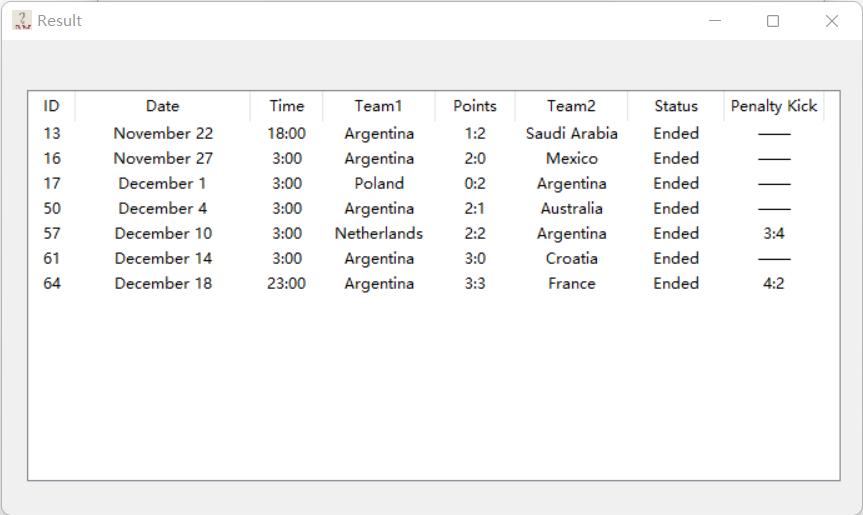 Result
ID Date Time Team1 Points Team2 Status Penalty Kick
13 November 22 18:00 Argentina 1:2 Saudi Arabia Ended ——
16 November 27 3:00 Argentina 2:0 Mexico Ended ——
17 December 1 3:00 Poland 0:2 Argentina Ended ——
50 December 4 3:00 Argentina 2:1 Australia Ended ——
57 December 10 3:00 Netherlands 2:2 Argentina Ended 3:4
61 December 14 3:00 Argentina 3:0 Croatia Ended ——
64 December 18 23:00 Argentina 3:3 France Ended 4:2